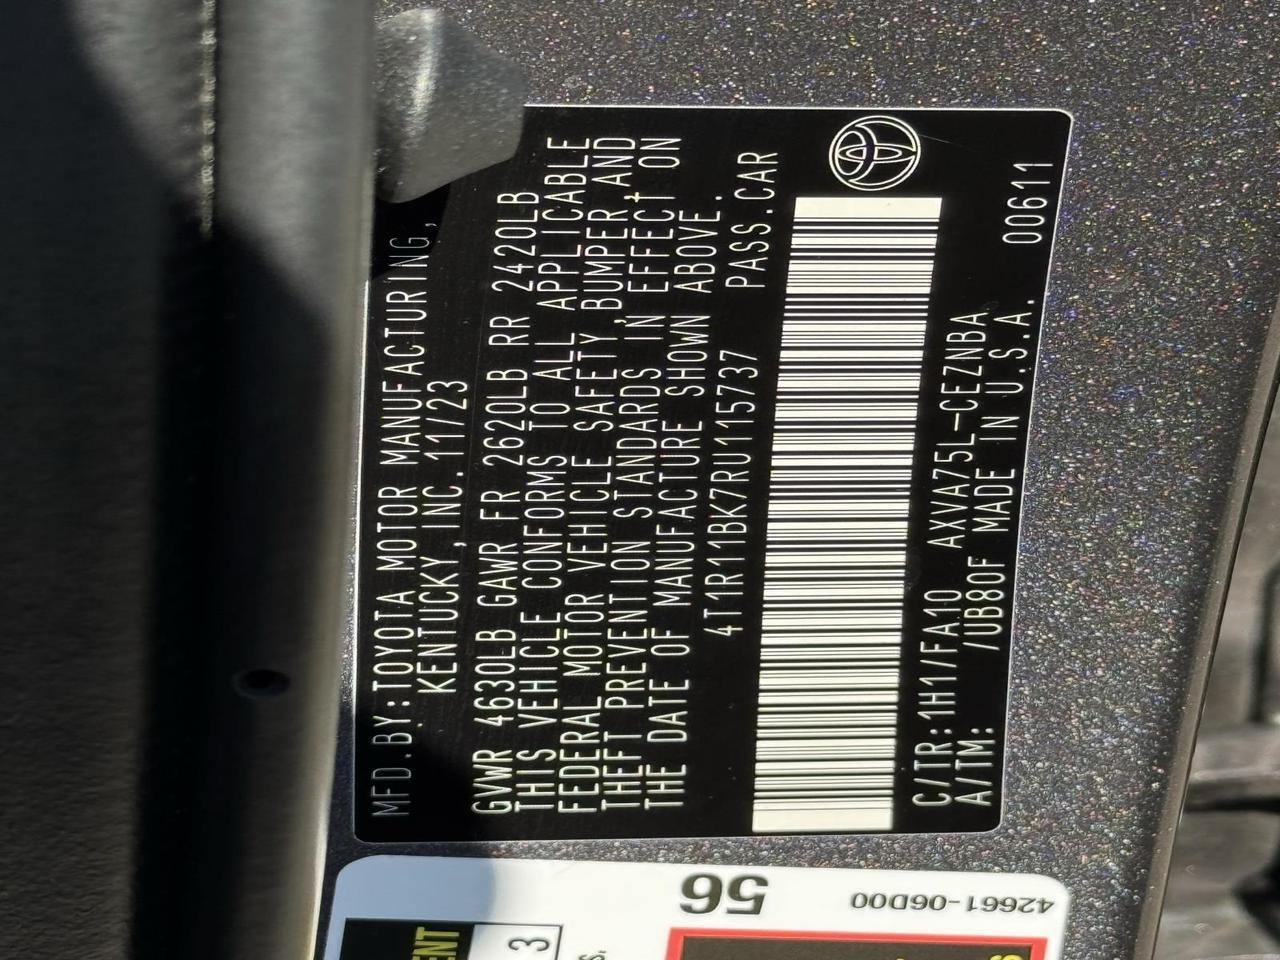 MFD.BY:TOYOTA MOTOR MANUFACTURING,
KENTUCKY,INC.11/23
GVWR 4630LB GAWR FR 2620LB RR 2420LB
THIS VEHICLE CONFORMS TO ALL APPLICABLE
FEDERAL MOTOR VEHICLE SAFETY,BUMPER,AND
THEFT PREVENTION STANDARDS IN EFFECT ON
THE DATE OF MANUFACTURE SHOWN ABOVE.
4T1R11BK7RU115737 PASS.CAR
C/TR:1H1/FA10 AXVA75L-CEZNBA 00611
A/TM: /UB80F MADE IN U.S.A.
56
42661-06D00
3